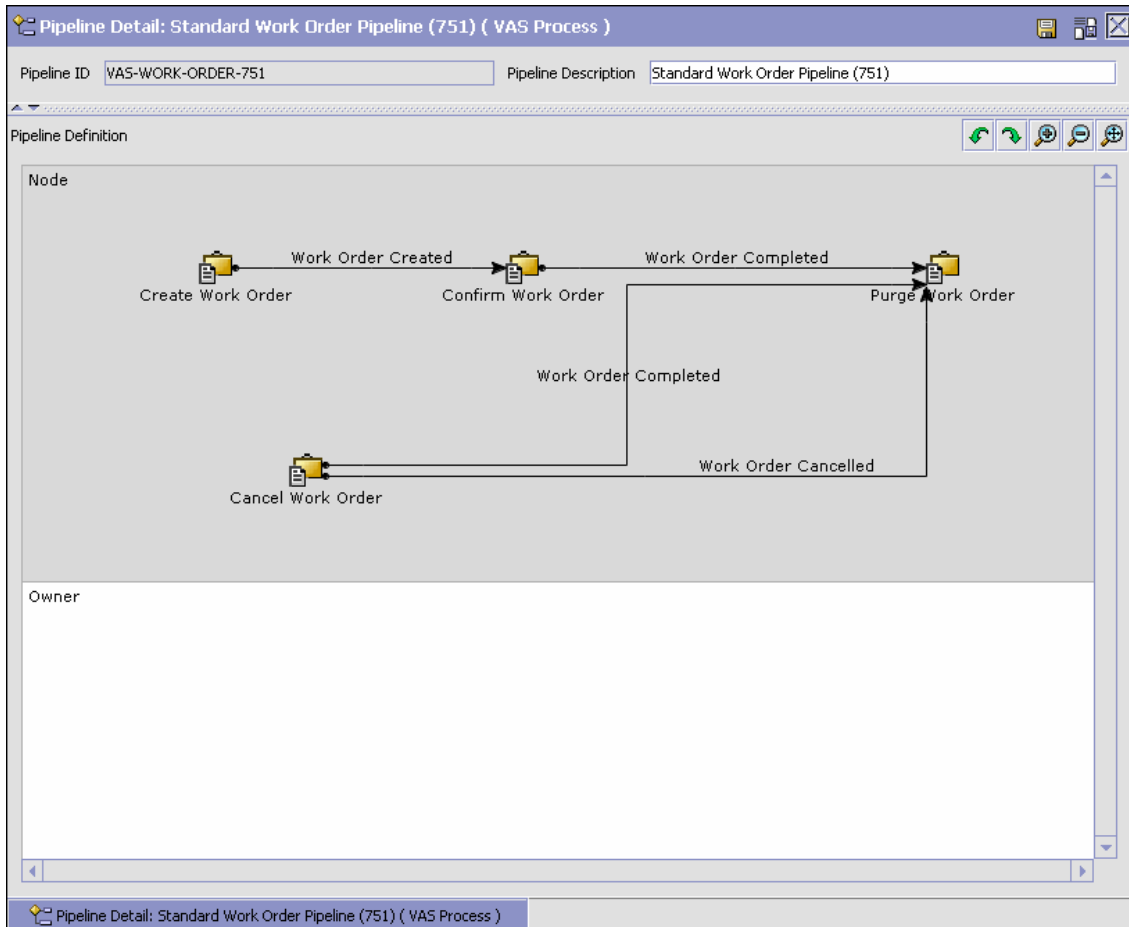 Pipeline Detail: Standard Work Order Pipeline (751) ( VAS Process )
Pipeline ID VAS-WORK-ORDER-751 Pipeline Description Standard Work Order Pipeline (751)
Pipeline Definition
Node
Work Order Created Work Order Completed
Create Work Order Confirm Work Order Purge Work Order
Work Order Completed
Work Order Cancelled
Cancel Work Order
Owner
Pipeline Detail: Standard Work Order Pipeline (751) ( VAS Process )